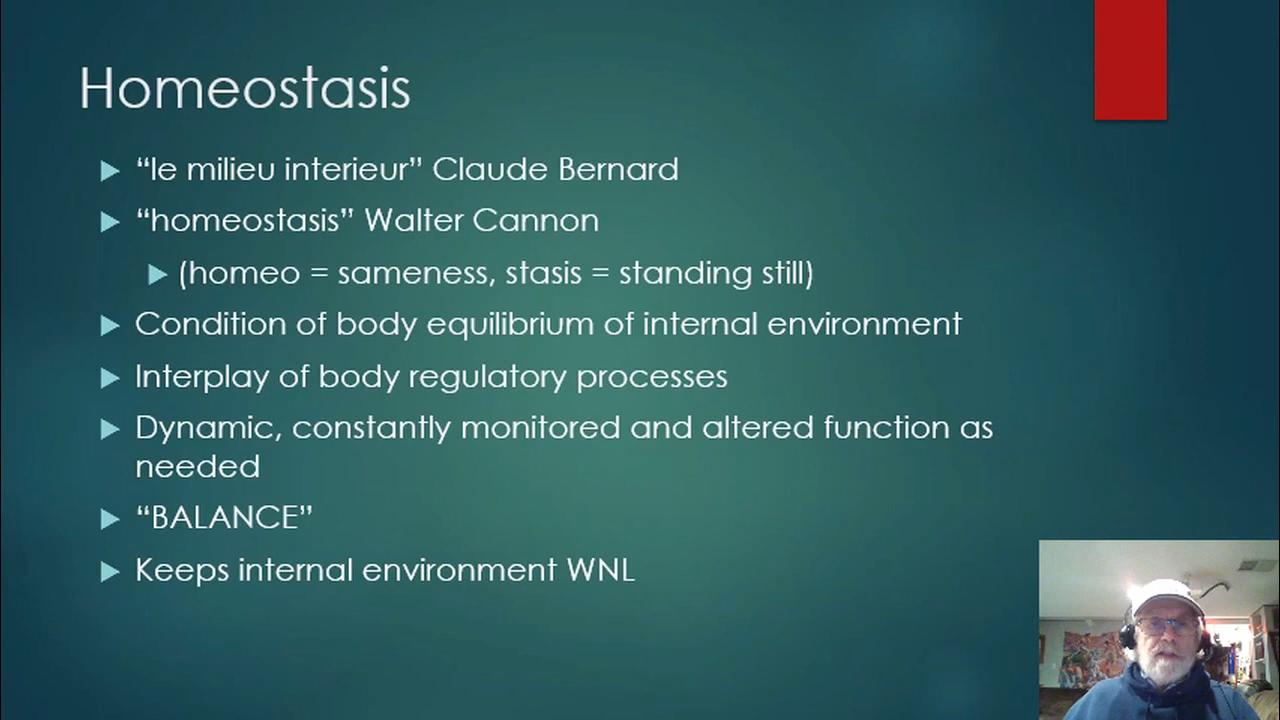 Homeostasis
“le milieu interieur” Claude Bernard
“homeostasis” Walter Cannon
(homeo = sameness, stasis = standing still)
Condition of body equilibrium of internal environment
Interplay of body regulatory processes
Dynamic, constantly monitored and altered function as
needed
“BALANCE”
Keeps internal environment WNL